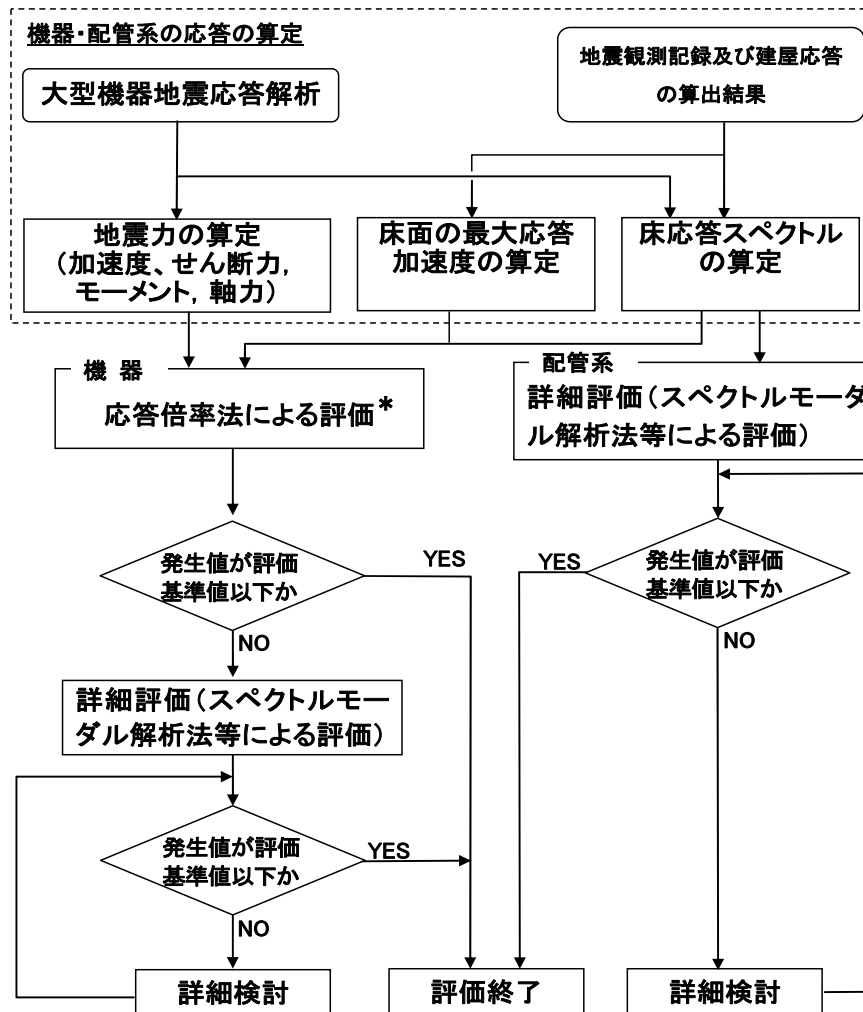 機器・配管系の応答の算定
大型機器地震応答解析
地震観測記録及び建屋応答
の算出結果
地震力の算定
(加速度、せん断力,
モーメント, 軸力)
床面の最大応答
加速度の算定
床応答スペクトル
の算定
機 器
応答倍率法による評価*
配管系
詳細評価(スペクトルモーダ
ル解析法等による評価)
発生値が評価
基準値以下か
YES
NO
YES
発生値が評価
基準値以下か
NO
詳細評価(スペクトルモー
ダル解析法等による評価)
発生値が評価
基準値以下か
YES
NO
詳細検討
評価終了
詳細検討